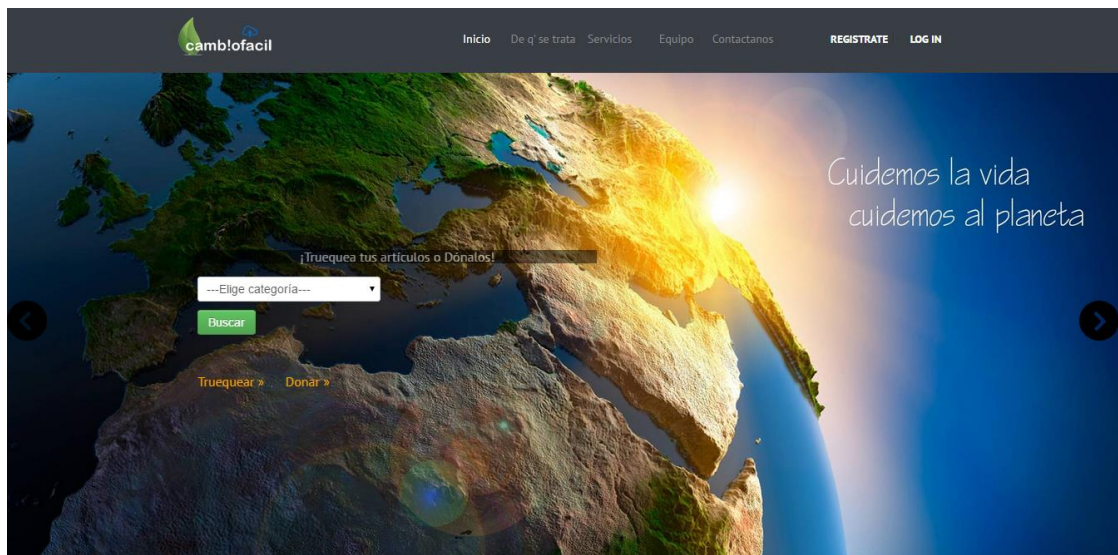 camb!ofacil
Inicio De q' se trata Servicios Equipo Contactanos REGISTRATE LOG IN
Cuidemos la vida
cuidemos al planeta
¡Truequea tus artículos o Dónalos!
---Elige categoría---
Buscar
Truequear » Donar »